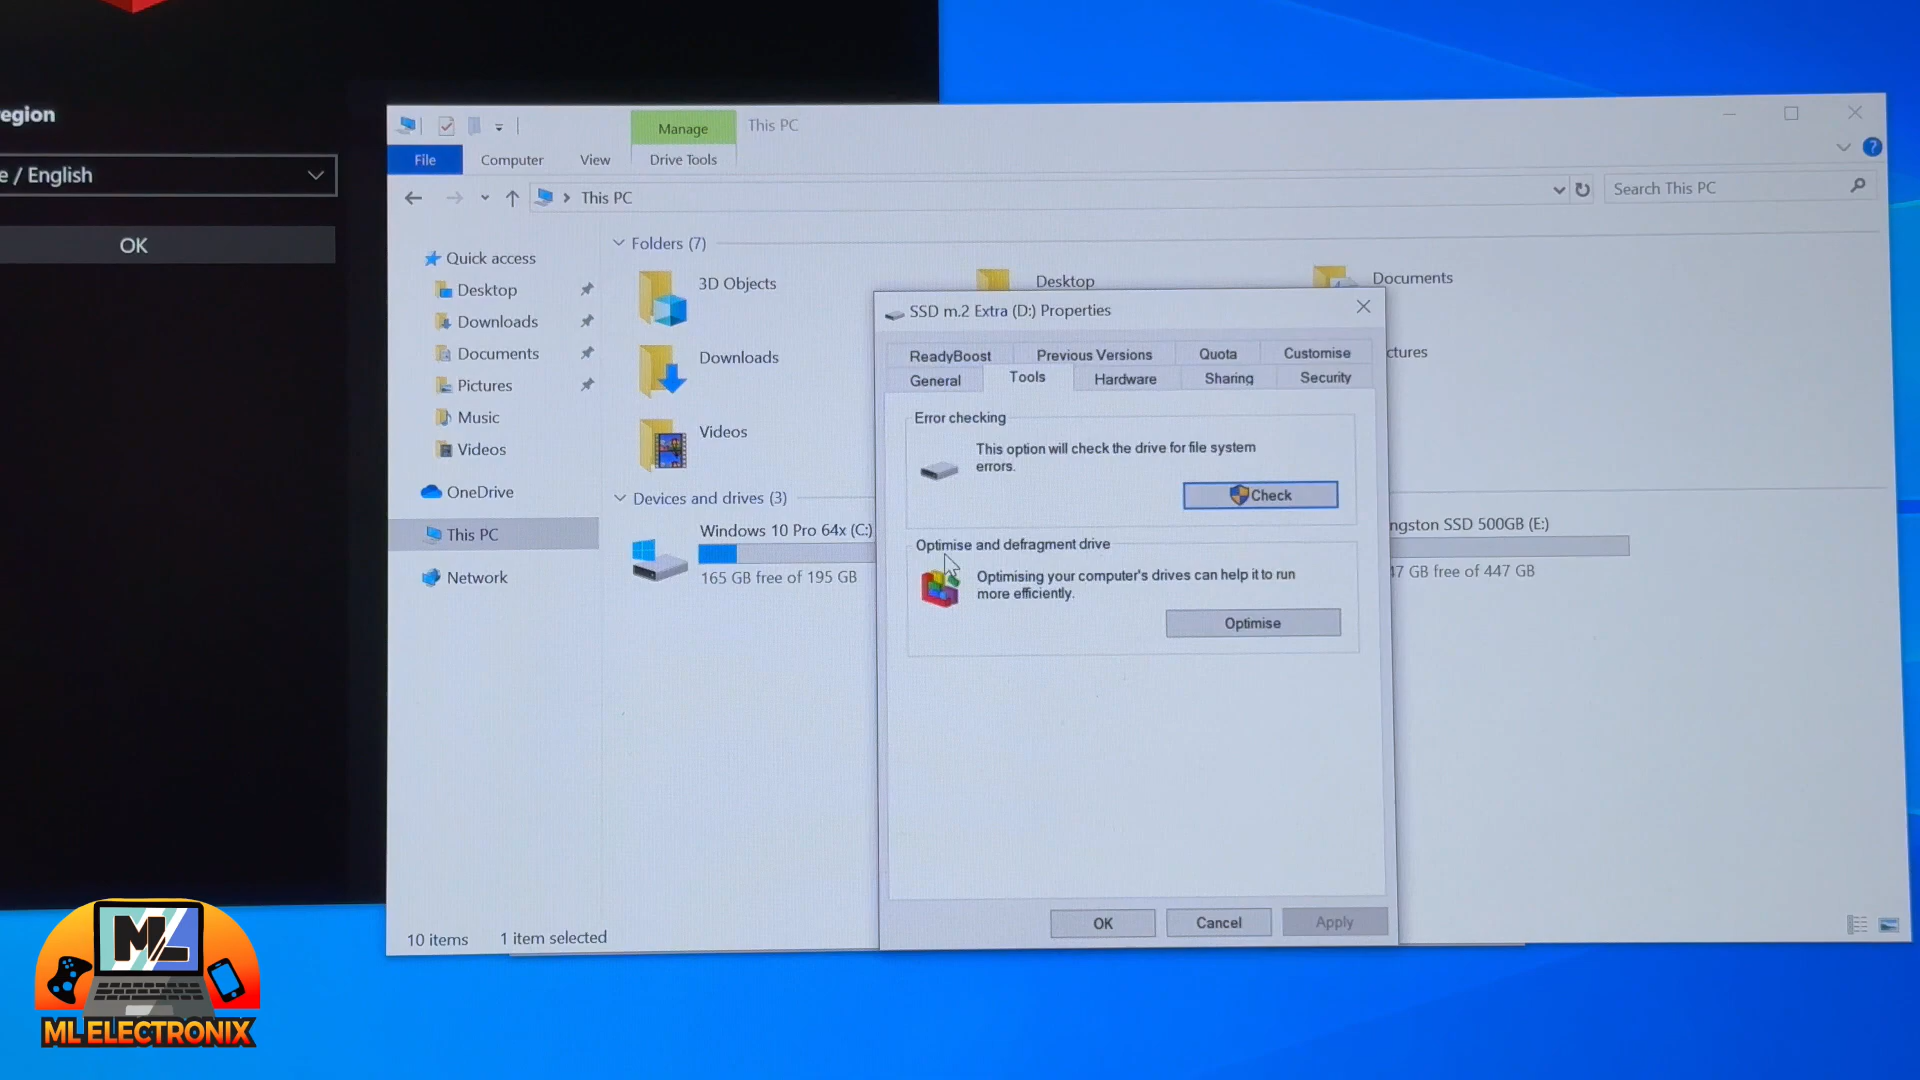 egion
e / English
OK
Manage
This PC
File
Computer
View
Drive Tools
This PC
Search This PC
Quick access
Desktop
Downloads
Documents
Pictures
Music
Videos
OneDrive
This PC
Network
Folders (7)
3D Objects
Desktop
Documents
Downloads
ctures
Videos
Devices and drives (3)
Windows 10 Pro 64x (C:)
165 GB free of 195 GB
ngston SSD 500GB (E:)
47 GB free of 447 GB
SSD m.2 Extra (D:) Properties
ReadyBoost
Previous Versions
Quota
Customise
General
Tools
Hardware
Sharing
Security
Error checking
This option will check the drive for file system
errors.
Check
Optimise and defragment drive
Optimising your computer's drives can help it to run
more efficiently.
Optimise
OK
Cancel
Apply
10 items
1 item selected
ML
ML ELECTRONIX